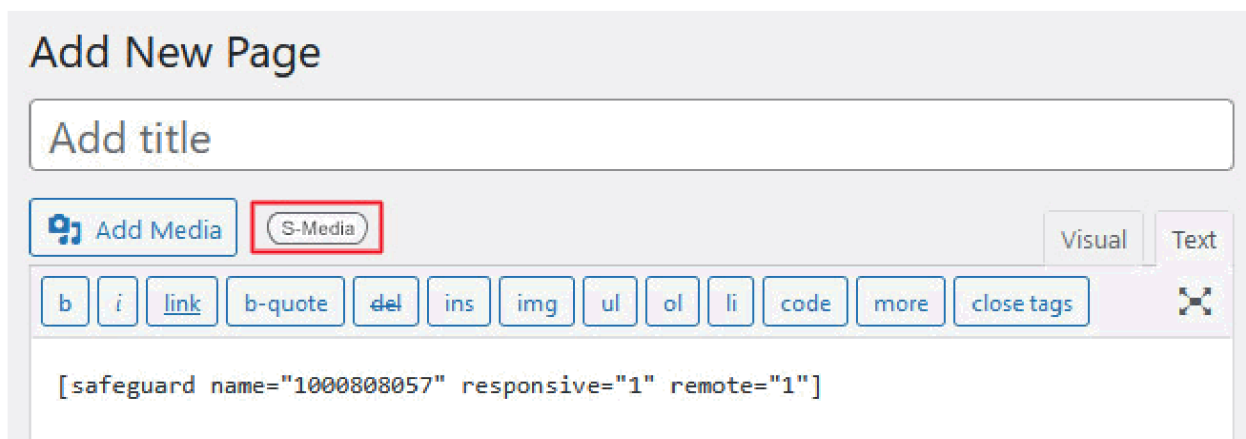 Add New Page
Add title
Add Media S-Media Visual Text
b i link b-quote del ins img ul ol li code more close tags
[safeguard name="1000808057" responsive="1" remote="1"]